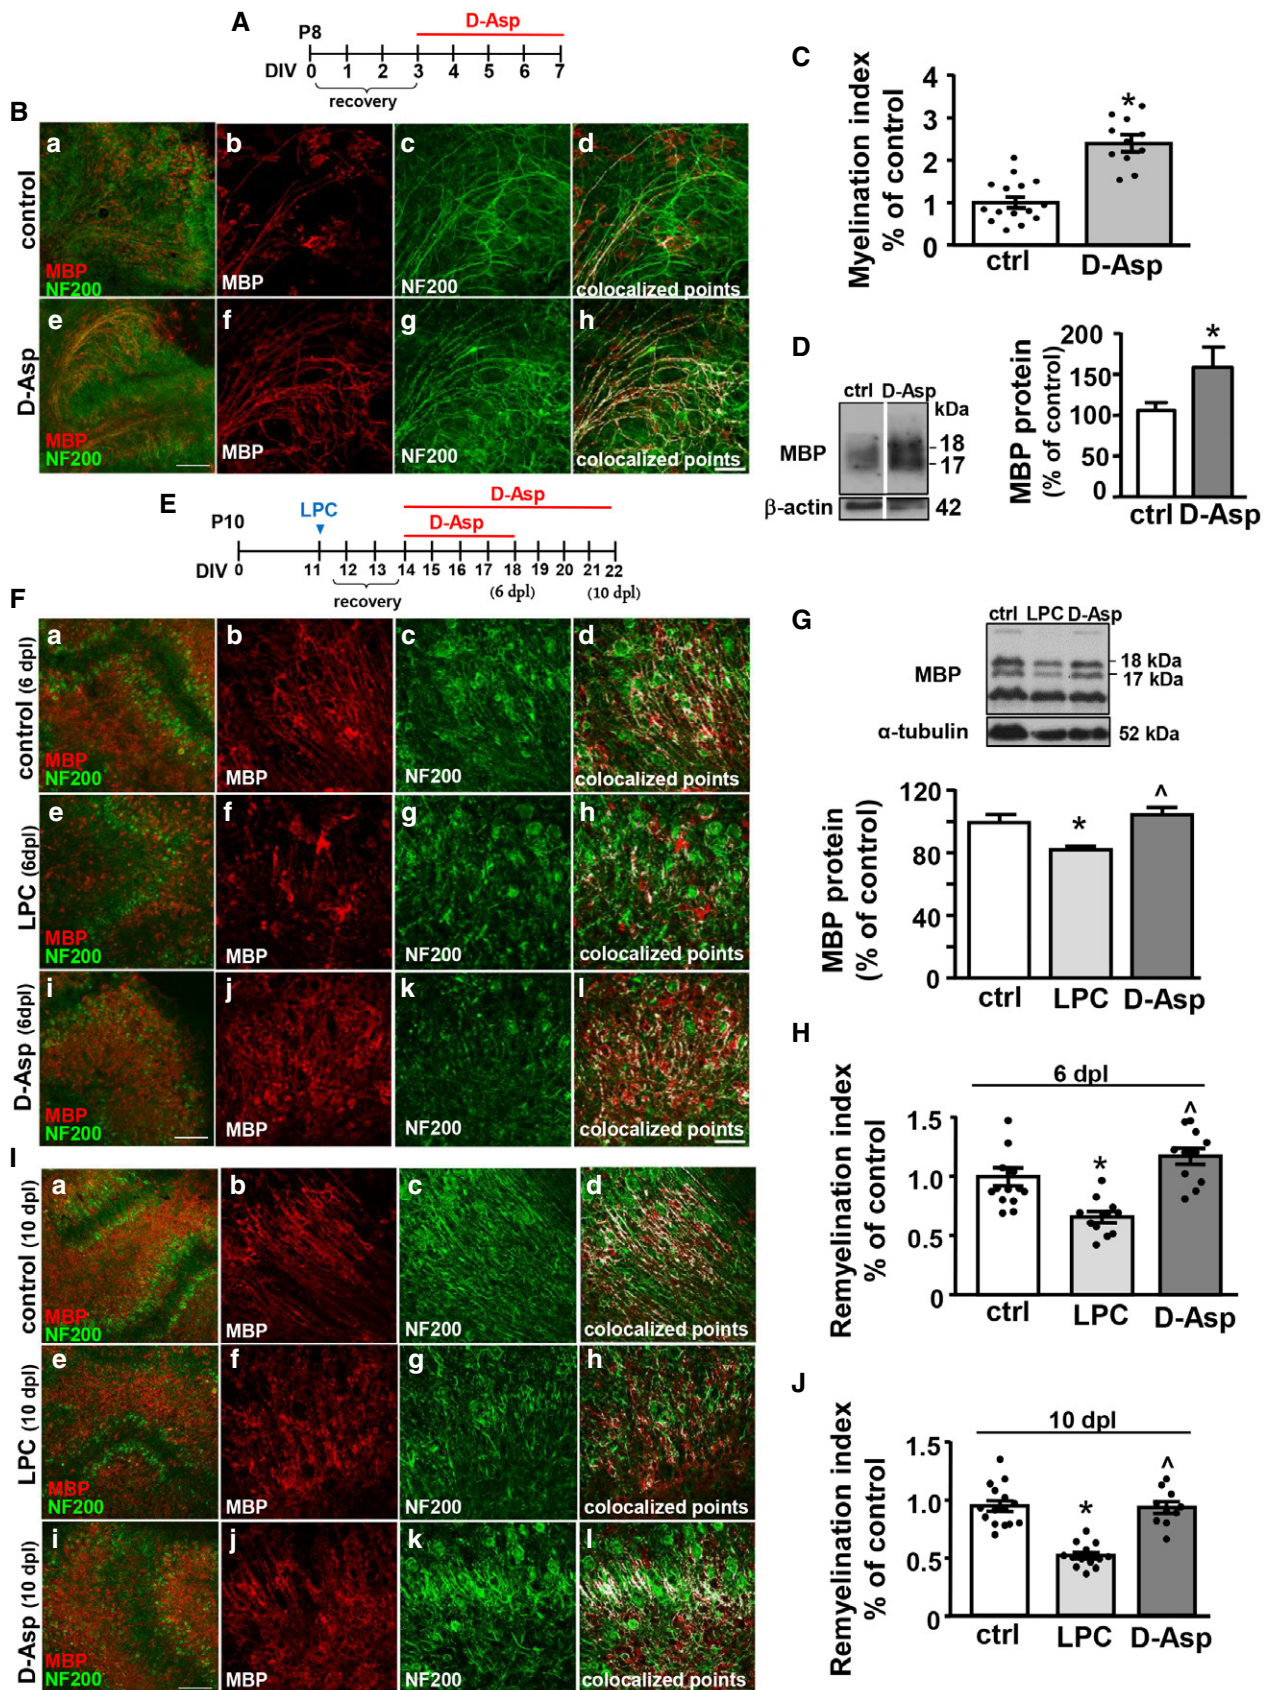 A
P8
D-Asp
DIV 0 1 2 3 4 5 6 7
recovery
B
control
a
MBP
NF200
b
MBP
c
NF200
d
colocalized points
D-Asp
e
MBP
NF200
f
MBP
g
NF200
h
colocalized points
C
Myelination index
% of control
4
3
2
1
0
ctrl D-Asp
*
D
ctrl D-Asp
kDa
MBP
18
17
β-actin 42
MBP protein
(% of control)
200
150
100
50
0
ctrl D-Asp
*
E
P10
LPC
D-Asp
D-Asp
DIV 0 11 12 13 14 15 16 17 18 19 20 21 22
(6 dpl) (10 dpl)
recovery
F
control (6 dpl)
a
MBP
NF200
b
MBP
c
NF200
d
colocalized points
LPC (6dpl)
e
MBP
NF200
f
MBP
g
NF200
h
colocalized points
D-Asp (6dpl)
i
MBP
NF200
j
MBP
k
NF200
l
colocalized points
G
ctrl LPC D-Asp
MBP
18 kDa
17 kDa
α-tubulin 52 kDa
MBP protein
(% of control)
120
80
40
0
ctrl LPC D-Asp
*
^
H
6 dpl
Remyelination index
% of control
1.5
1.0
0.5
0
ctrl LPC D-Asp
*
^
I
control (10 dpl)
a
MBP
NF200
b
MBP
c
NF200
d
colocalized points
LPC (10 dpl)
e
MBP
NF200
f
MBP
g
NF200
h
colocalized points
D-Asp (10 dpl)
i
MBP
NF200
j
MBP
k
NF200
l
colocalized points
J
10 dpl
Remyelination index
% of control
1.5
1.0
0.5
0
ctrl LPC D-Asp
*
^